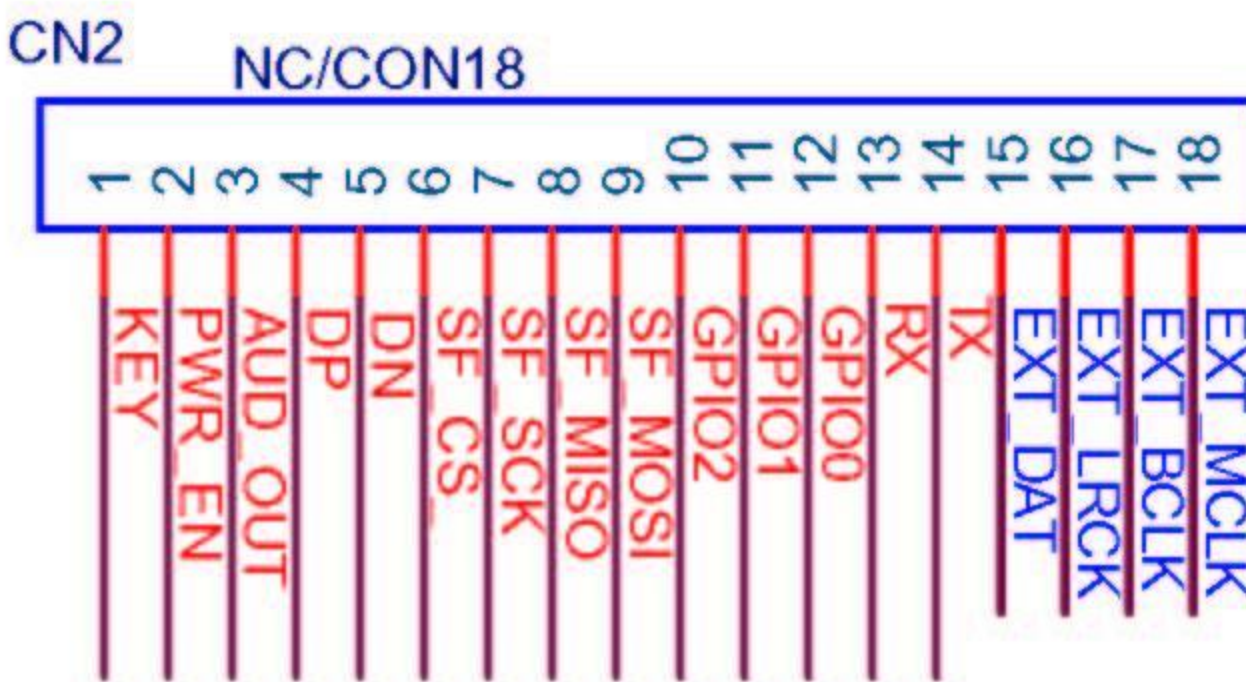 CN2
NC/CON18
1 2 3 4 5 6 7 8 9 10 11 12 13 14 15 16 17 18
KEY
PWR_EN
AUD_OUT
DP
DN
SF_CS_
SF_SCK
SF_MISO
SF_MOSI
GPIO2
GPIO1
GPIO0
RX
TX
EXT_DAT
EXT_LRCK
EXT_BCLK
EXT_MCLK